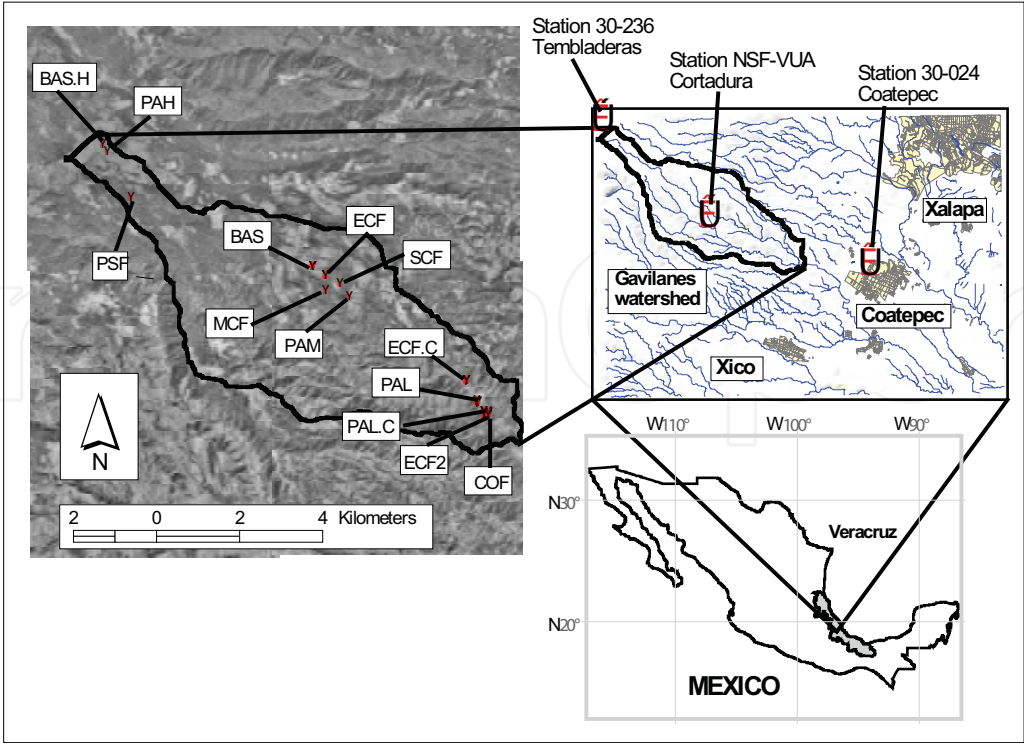 Station 30-236
Tembladeras
Station NSF-VUA
Cortadura
Station 30-024
Coatepec
BAS.H
PAH
PSF
BAS
ECF
SCF
MCF
PAM
ECF.C
PAL
PAL.C
ECF2
COF
N
2 0 2 4 Kilometers
Xalapa
Gavilanes
watershed
Coatepec
Xico
W110° W100° W90°
N30°
Veracruz
N20°
MEXICO